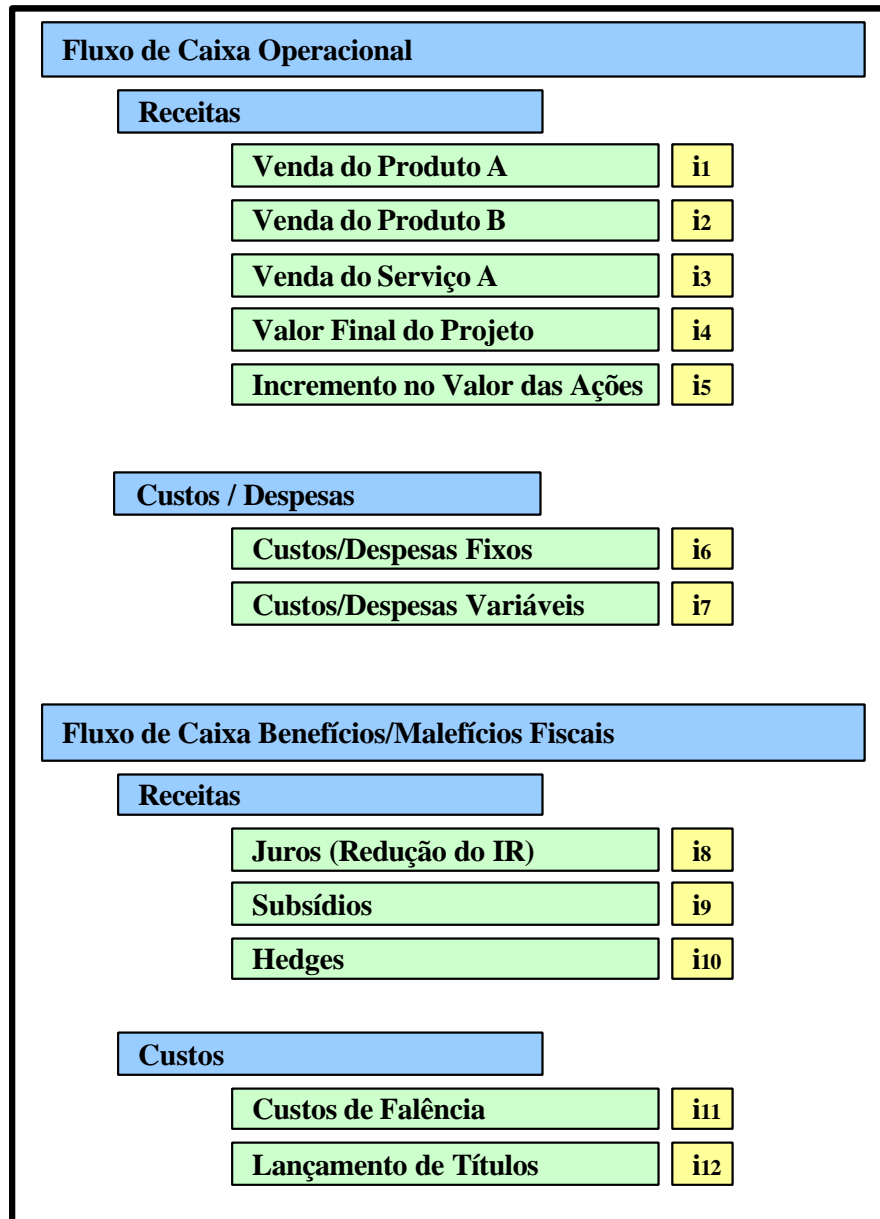 Fluxo de Caixa Operacional
Receitas
Venda do Produto A i1
Venda do Produto B i2
Venda do Serviço A i3
Valor Final do Projeto i4
Incremento no Valor das Ações i5
Custos / Despesas
Custos/Despesas Fixos i6
Custos/Despesas Variáveis i7
Fluxo de Caixa Benefícios/Malefícios Fiscais
Receitas
Juros (Redução do IR) i8
Subsídios i9
Hedges i10
Custos
Custos de Falência i11
Lançamento de Títulos i12